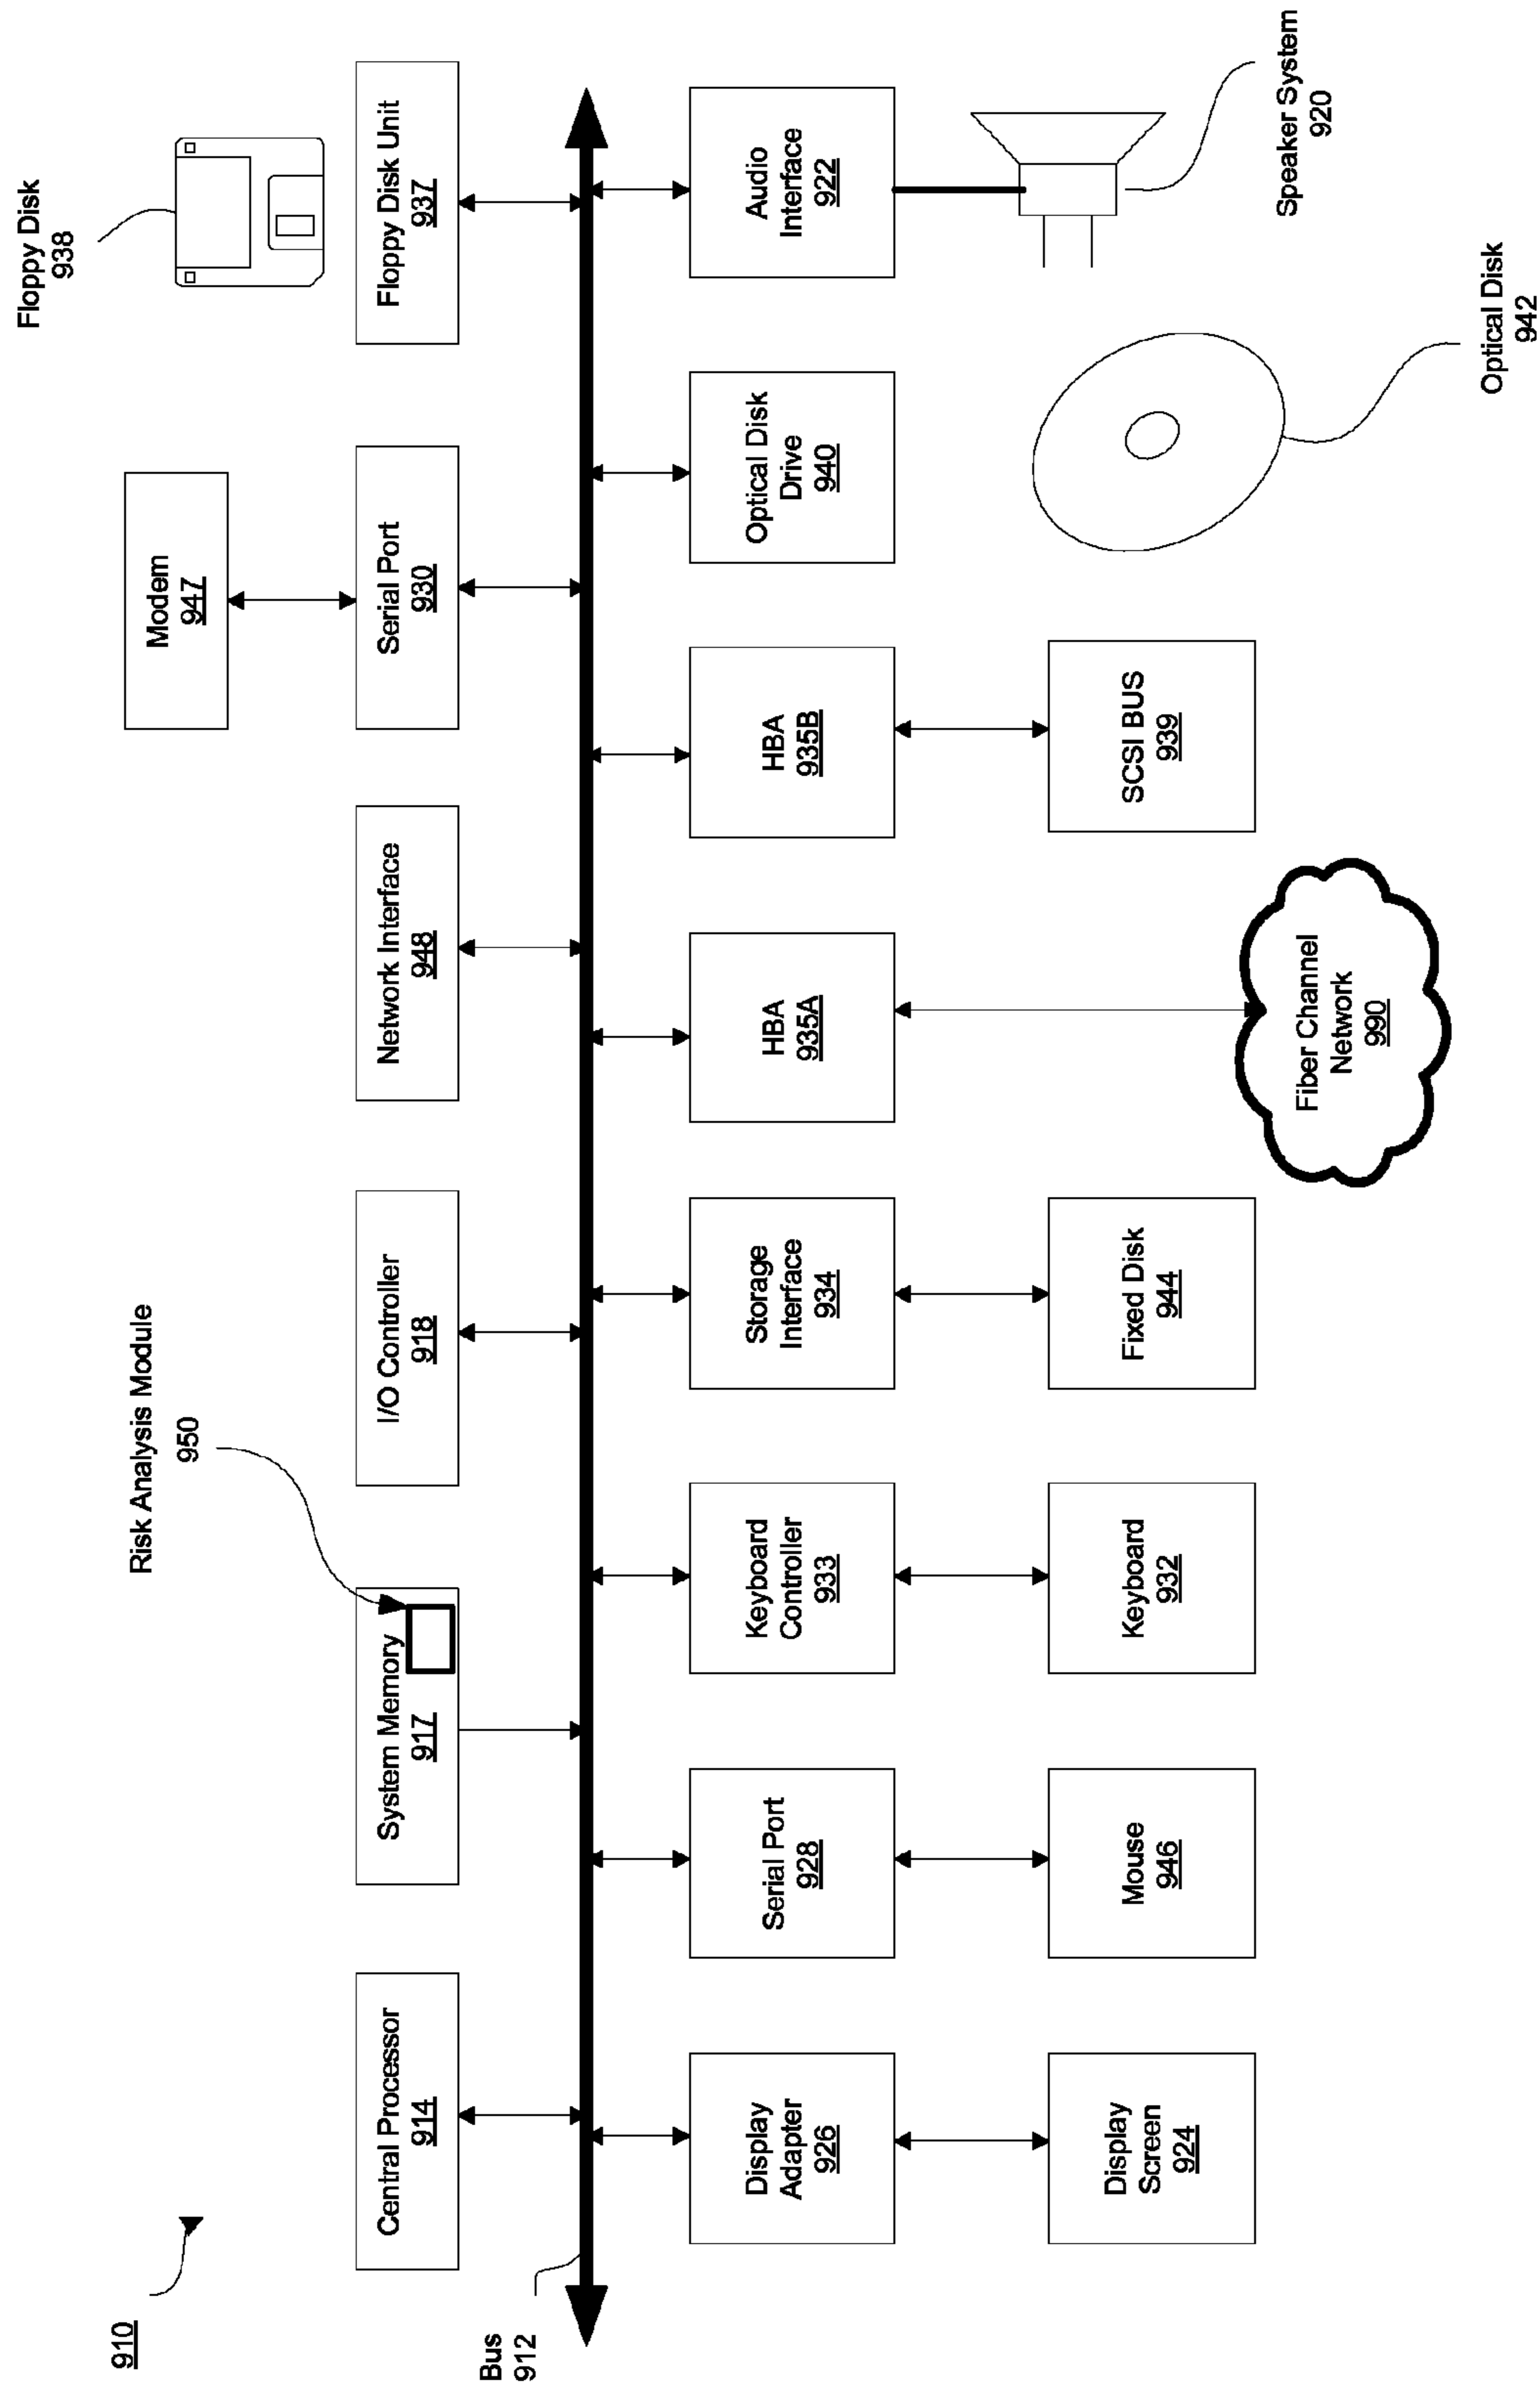 910
Risk Analysis Module
950
Modem
947
Floppy Disk
938
Central Processor
914
System Memory
917
I/O Controller
918
Network Interface
948
Serial Port
930
Floppy Disk Unit
937
Bus
912
Display
Adapter
926
Serial Port
928
Keyboard
Controller
933
Storage
Interface
934
HBA
935A
HBA
935B
Optical Disk
Drive
940
Audio
Interface
922
Display
Screen
924
Mouse
946
Keyboard
932
Fixed Disk
944
Fiber Channel
Network
990
SCSI BUS
939
Optical Disk
942
Speaker System
920